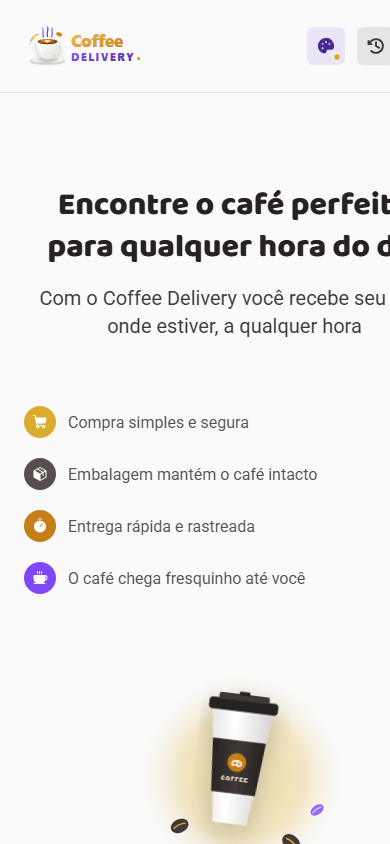 Coffee
DELIVERY.
Encontre o café perfeit
para qualquer hora do d
Com o Coffee Delivery você recebe seu
onde estiver, a qualquer hora
Compra simples e segura
Embalagem mantém o café intacto
Entrega rápida e rastreada
O café chega fresquinho até você
COFFEE